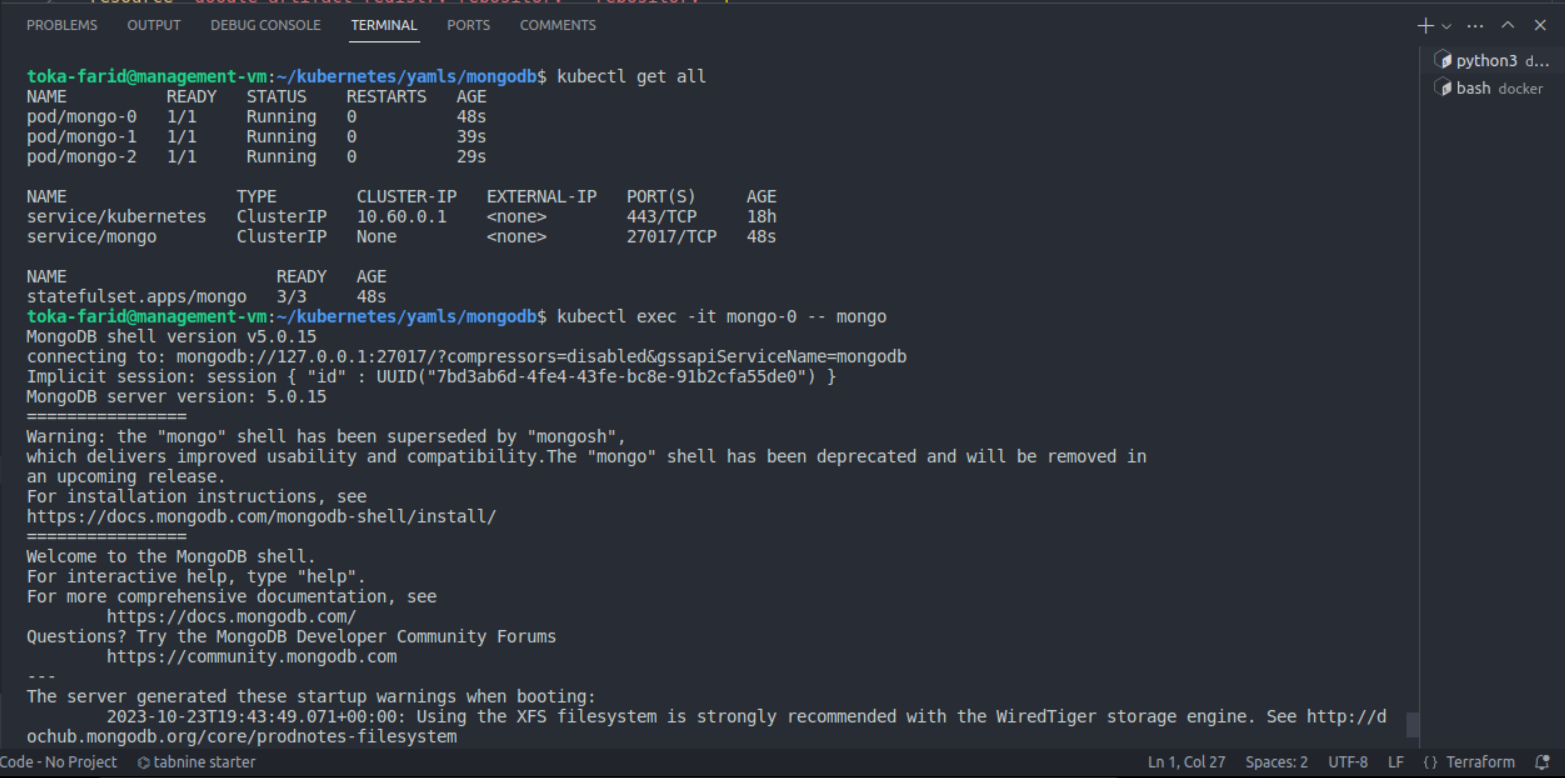 PROBLEMS OUTPUT DEBUG CONSOLE TERMINAL PORTS COMMENTS
toka-farid@management-vm:~/kubernetes/yamls/mongodb$ kubectl get all
NAME READY STATUS RESTARTS AGE
pod/mongo-0 1/1 Running 0 48s
pod/mongo-1 1/1 Running 0 39s
pod/mongo-2 1/1 Running 0 29s
NAME TYPE CLUSTER-IP EXTERNAL-IP PORT(S) AGE
service/kubernetes ClusterIP 10.60.0.1 <none> 443/TCP 18h
service/mongo ClusterIP None <none> 27017/TCP 48s
NAME READY AGE
statefulset.apps/mongo 3/3 48s
toka-farid@management-vm:~/kubernetes/yamls/mongodb$ kubectl exec -it mongo-0 -- mongo
MongoDB shell version v5.0.15
connecting to: mongodb://127.0.0.1:27017/?compressors=disabled&gssapiServiceName=mongodb
Implicit session: session { "id" : UUID("7bd3ab6d-4fe4-43fe-bc8e-91b2cfa55de0") }
MongoDB server version: 5.0.15
================
Warning: the "mongo" shell has been superseded by "mongosh",
which delivers improved usability and compatibility.The "mongo" shell has been deprecated and will be removed in
an upcoming release.
For installation instructions, see
https://docs.mongodb.com/mongodb-shell/install/
================
Welcome to the MongoDB shell.
For interactive help, type "help".
For more comprehensive documentation, see
https://docs.mongodb.com/
Questions? Try the MongoDB Developer Community Forums
https://community.mongodb.com
---
The server generated these startup warnings when booting:
2023-10-23T19:43:49.071+00:00: Using the XFS filesystem is strongly recommended with the WiredTiger storage engine. See http://d
ochub.mongodb.org/core/prodnotes-filesystem
python3 d...
bash docker
Code - No Project tabnine starter Ln 1, Col 27 Spaces: 2 UTF-8 LF {} Terraform